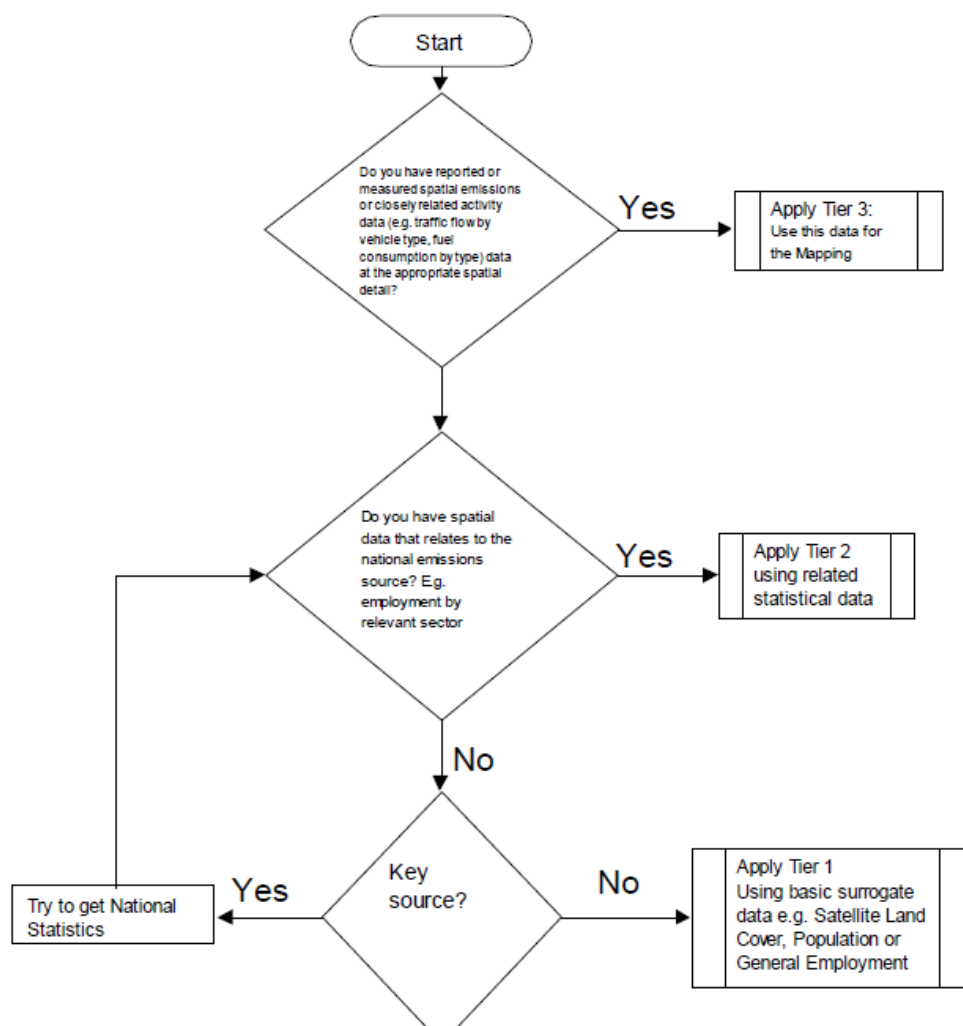 Start
Do you have reported or
measured spatial emissions
or closely related activity
data (e.g. traffic flow by
vehicle type, fuel
consumption by type) data
at the appropriate spatial
detail?
Yes
Apply Tier 3:
Use this data for
the Mapping
Do you have spatial
data that relates to the
national emissions
source? E.g.
employment by
relevant sector
Yes
Apply Tier 2
using related
statistical data
No
Key
source?
Yes
Try to get National
Statistics
No
Apply Tier 1
Using basic surrogate
data e.g. Satellite Land
Cover, Population or
General Employment